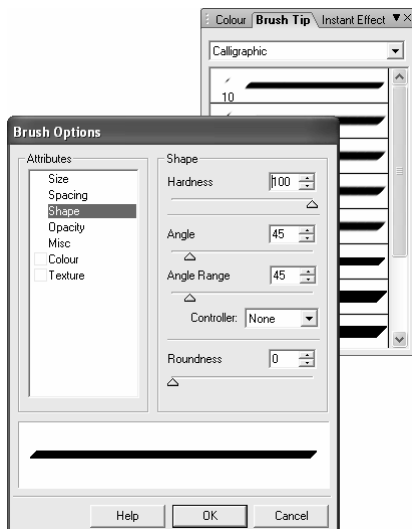 Colour Brush Tip Instant Effect
Calligraphic
10
Brush Options
Attributes
Size
Spacing
Shape
Opacity
Misc
Colour
Texture
Shape
Hardness 100
Angle 45
Angle Range 45
Controller: None
Roundness 0
Help OK Cancel